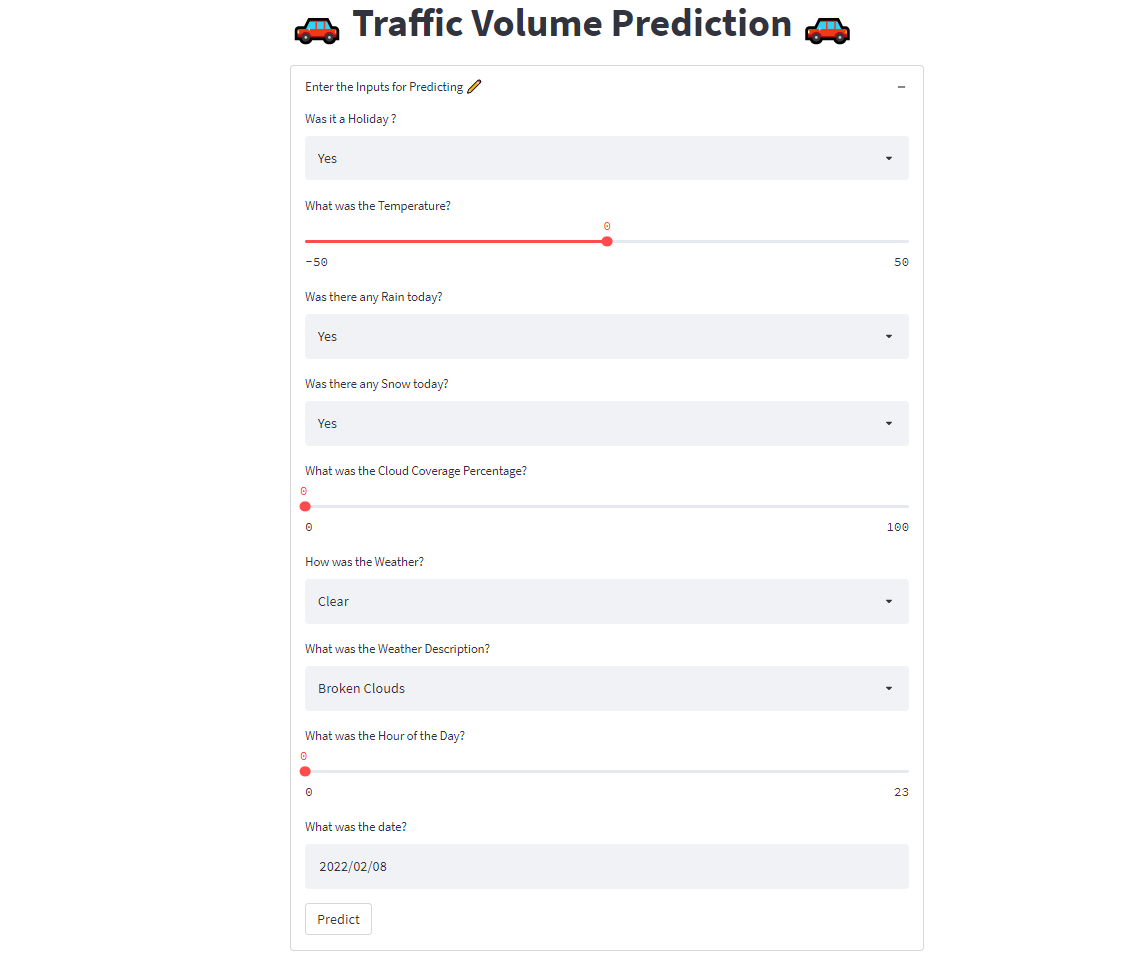 Traffic Volume Prediction
Enter the Inputs for Predicting
Was it a Holiday ?
Yes
What was the Temperature?
0
-50 50
Was there any Rain today?
Yes
Was there any Snow today?
Yes
What was the Cloud Coverage Percentage?
0
0 100
How was the Weather?
Clear
What was the Weather Description?
Broken Clouds
What was the Hour of the Day?
0
0 23
What was the date?
2022/02/08
Predict